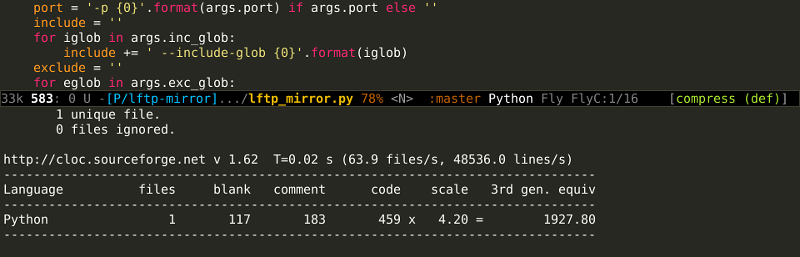 port = '-p {0}'.format(args.port) if args.port else ''
include = ''
for iglob in args.inc_glob:
include += ' --include-glob {0}'.format(iglob)
exclude = ''
for eglob in args.exc_glob:
33k 583: 0 U -[P/lftp-mirror].../lftp_mirror.py 78% <N> :master Python Fly FlyC:1/16 [compress (def)]
1 unique file.
0 files ignored.
http://cloc.sourceforge.net v 1.62 T=0.02 s (63.9 files/s, 48536.0 lines/s)
-------------------------------------------------------------------------------
Language files blank comment code scale 3rd gen. equiv
-------------------------------------------------------------------------------
Python 1 117 183 459 x 4.20 = 1927.80
-------------------------------------------------------------------------------